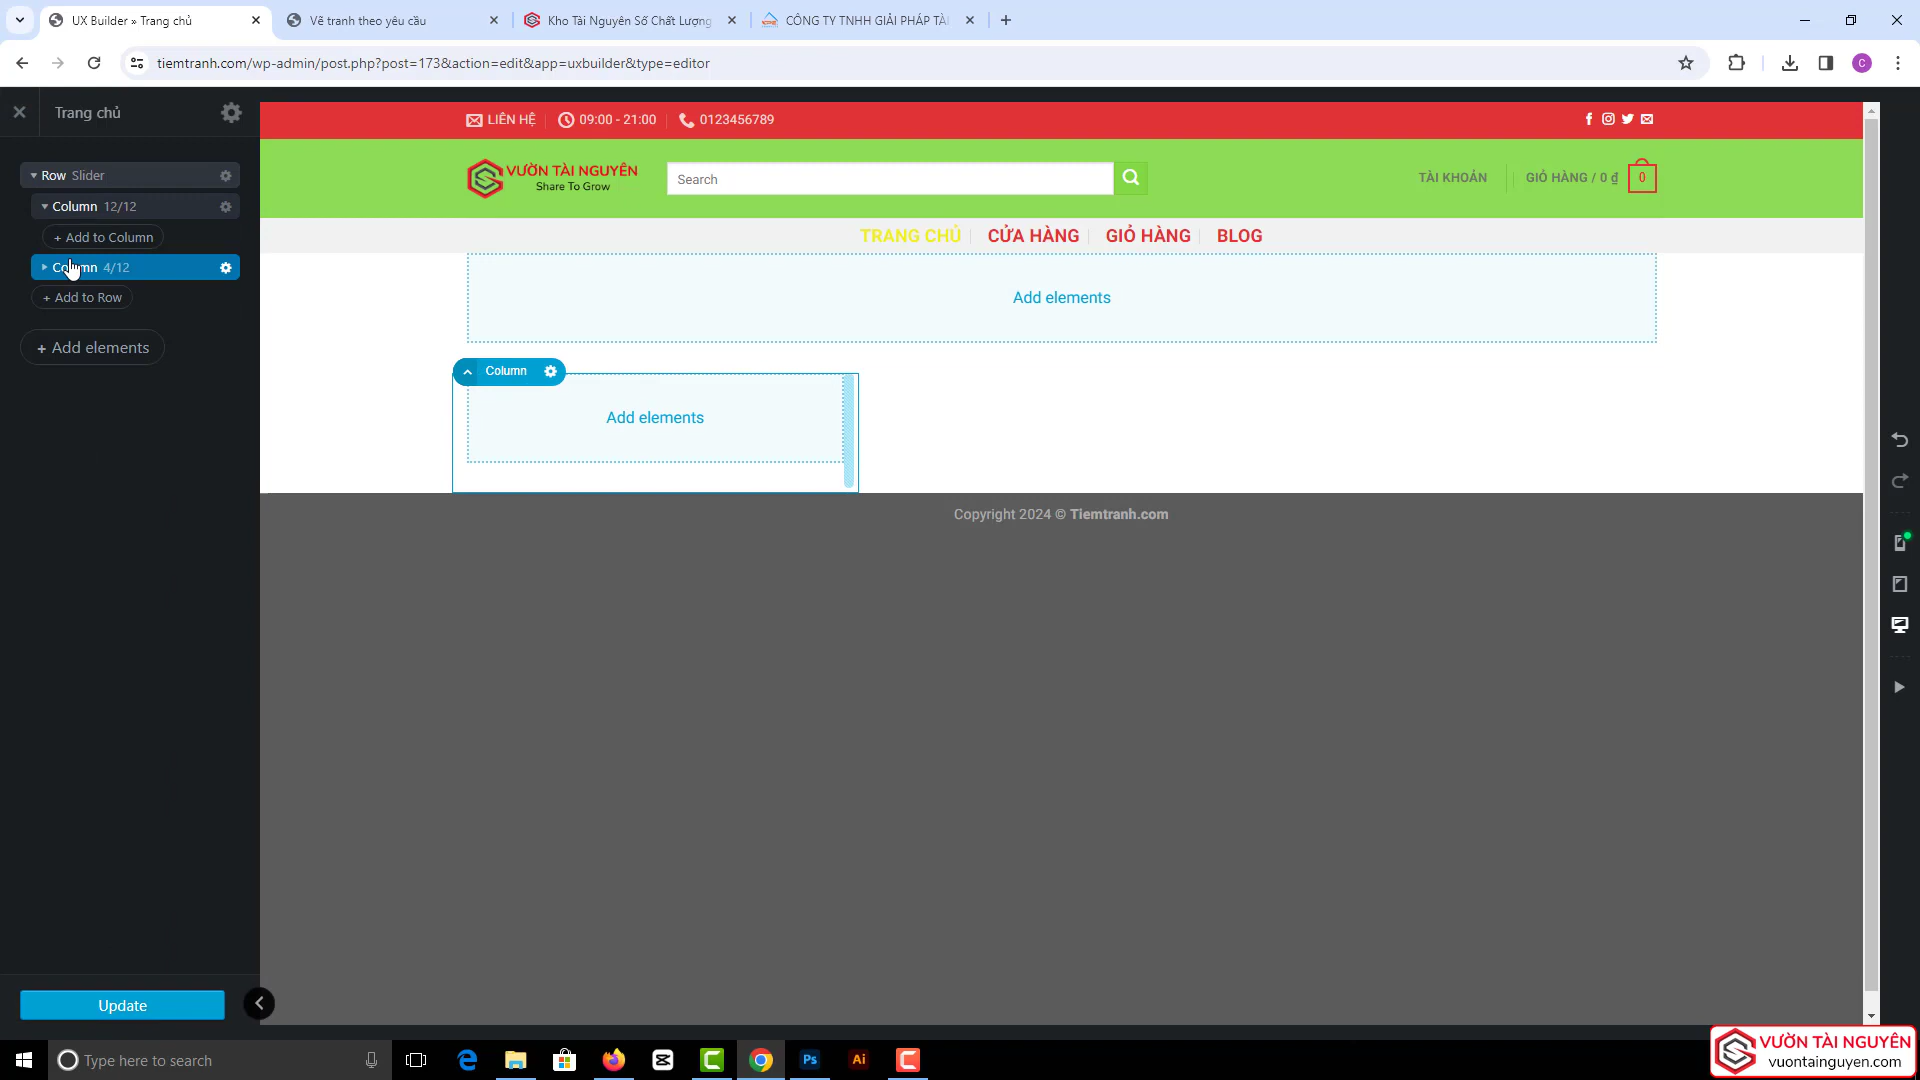 UX Builder » Trang chủ
Vẽ tranh theo yêu cầu
Kho Tài Nguyên Số Chất Lượng
CÔNG TY TNHH GIẢI PHÁP TÀI
tiemtranh.com/wp-admin/post.php?post=173&action=edit&app=uxbuilder&type=editor
C
Trang chủ
Row Slider
Column 12/12
+ Add to Column
Column 4/12
+ Add to Row
+ Add elements
Update
LIÊN HỆ
09:00 - 21:00
0123456789
VƯỜN TÀI NGUYÊN
Share To Grow
Search
TÀI KHOẢN
GIỎ HÀNG / 0 ₫
0
TRANG CHỦ
CỬA HÀNG
GIỎ HÀNG
BLOG
Add elements
Column
Add elements
Copyright 2024 © Tiemtranh.com
Type here to search
Ps
Ai
VƯỜN TÀI NGUYÊN
vuontainguyen.com